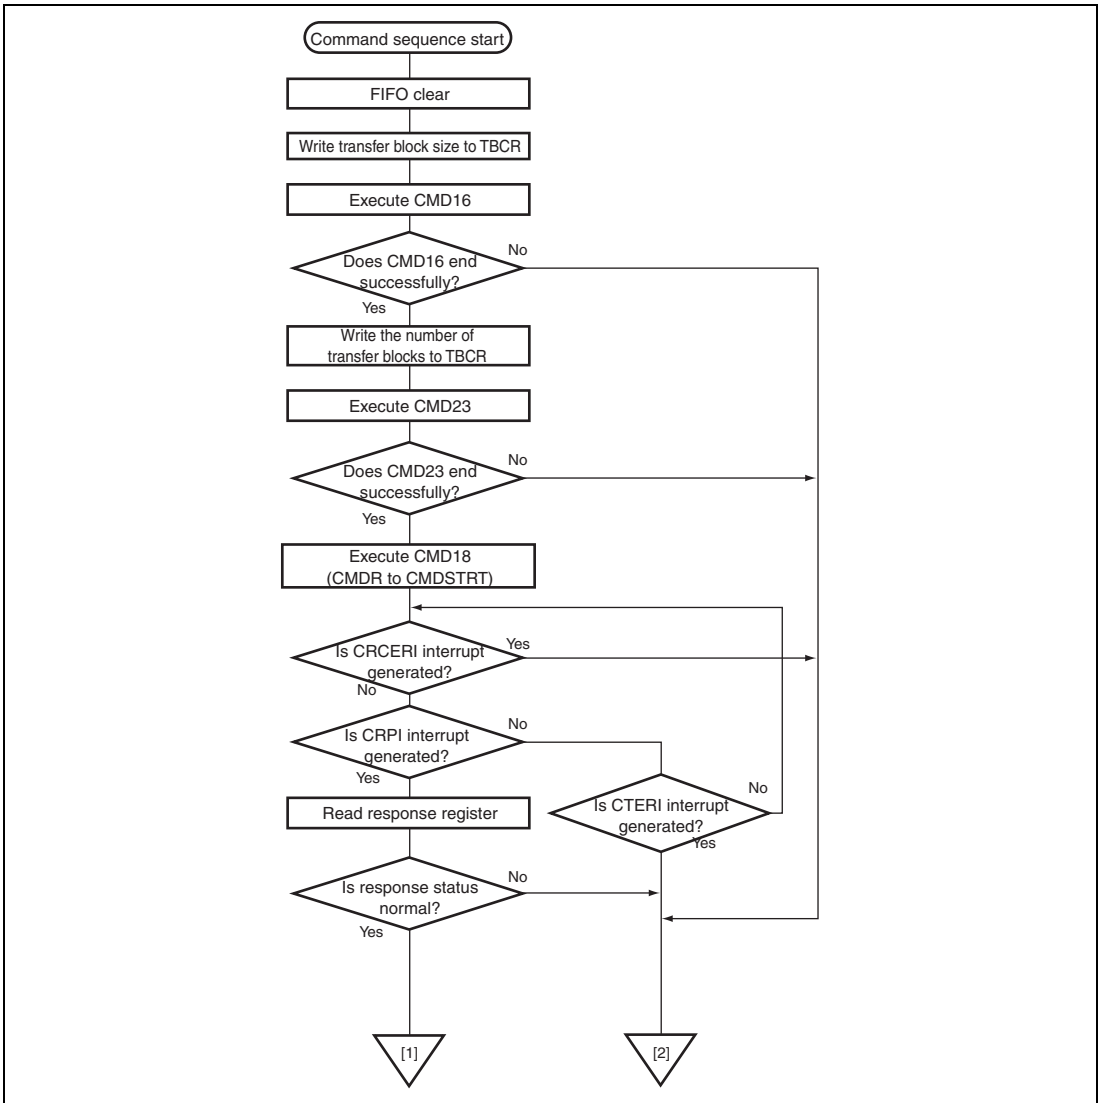 Command sequence start
FIFO clear
Write transfer block size to TBCR
Execute CMD16
No
Does CMD16 end
successfully?
Yes
Write the number of
transfer blocks to TBCR
Execute CMD23
No
Does CMD23 end
successfully?
Yes
Execute CMD18
(CMDR to CMDSTRT)
Yes
Is CRCERI interrupt
generated?
No
No
Is CRPI interrupt
generated?
Yes
No
Is CTERI interrupt
generated?
Yes
Read response register
No
Is response status
normal?
Yes
[1]
[2]